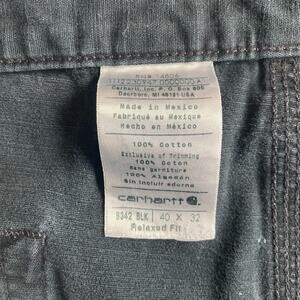 RN# 14806
Carhartt, Inc. P.O. Box 600
Dearborn, MI 48121 USA
Made in Mexico
Fabriqué au Mexique
Hecho en México
100% Cotton
Exclusive of Trimming
100% Coton
Sans garniture
100% Algodón
Sin incluir adorno
carhartt
B342 BLK 40 X 32
Relaxed Fit